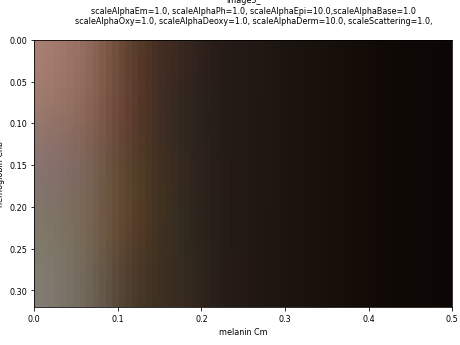 scaleAlphaEm=1.0, scaleAlphaPh=1.0, scaleAlphaEpi=10.0,scaleAlphaBase=1.0
scaleAlphaOxy=1.0, scaleAlphaDeoxy=1.0, scaleAlphaDerm=10.0, scaleScattering=1.0,
0.00
0.05
0.10
0.15
0.20
0.25
0.30
0.0 0.1 0.2 0.3 0.4 0.5
melanin Cm